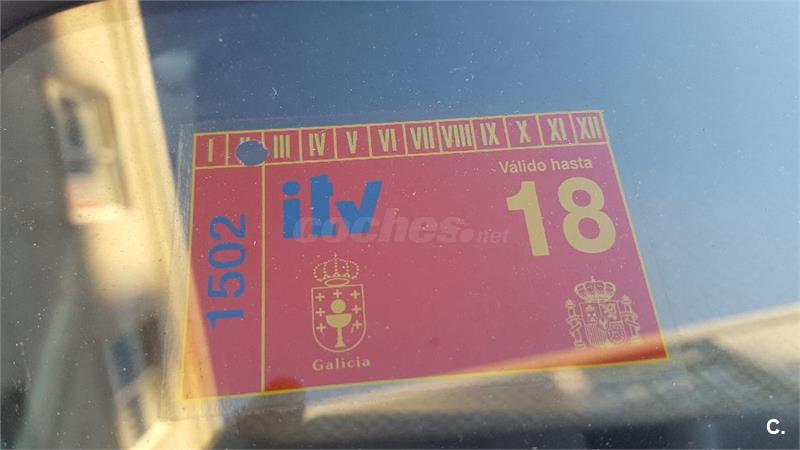 I II III IV V VI VII VIII IX X XI XII
Válido hasta
itv 18
1502
coches.net
Galicia
C.